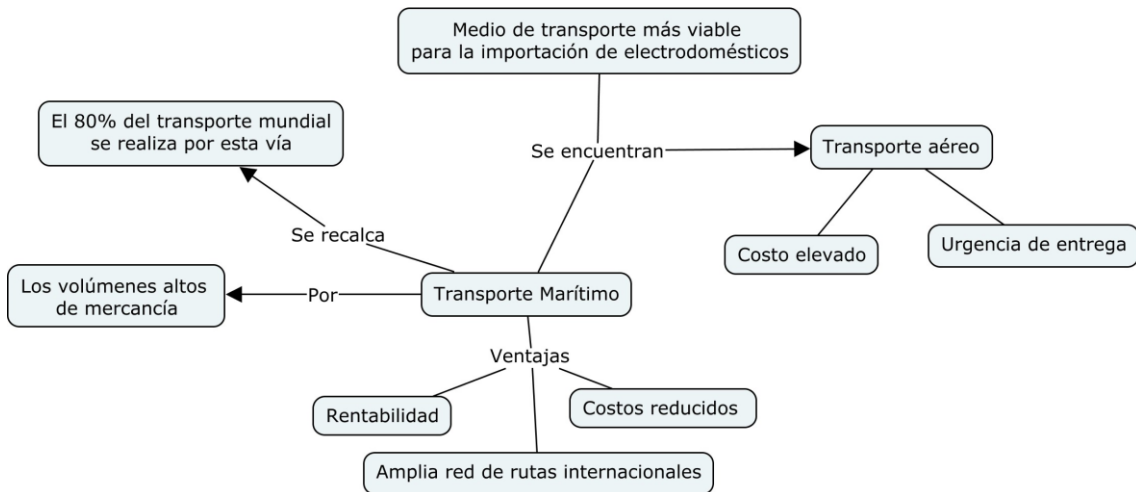 Medio de transporte más viable
para la importación de electrodomésticos
El 80% del transporte mundial
se realiza por esta vía
Se encuentran
Transporte aéreo
Se recalca
Costo elevado
Urgencia de entrega
Los volúmenes altos
de mercancía
Por
Transporte Marítimo
Ventajas
Rentabilidad
Costos reducidos
Amplia red de rutas internacionales